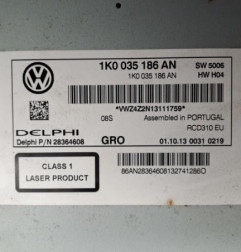 1K0 035 186 AN SW 5006
1K0 035 186 AN HW H04
*VWZ4Z2N13111759*
08S Assembled in PORTUGAL
RCD310 EU
DELPHI
Delphi P/N 28364608 GRO 01.10.13 0031 0219
CLASS 1
LASER PRODUCT
86AN28364608132741286O